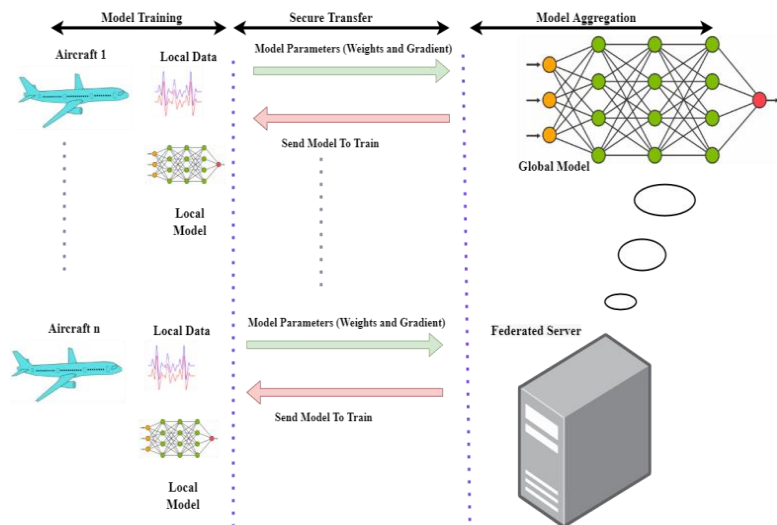 Model Training
Secure Transfer
Model Aggregation
Aircraft 1
Local Data
Model Parameters (Weights and Gradient)
Send Model To Train
Global Model
Local
Model
Aircraft n
Local Data
Model Parameters (Weights and Gradient)
Federated Server
Send Model To Train
Local
Model